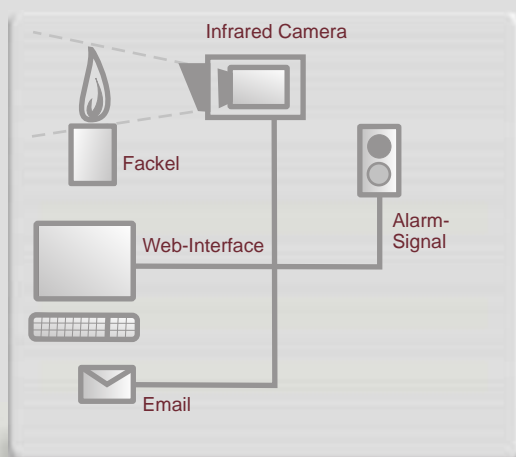 Infrared Camera
Fackel
Alarm-
Signal
Web-Interface
Email